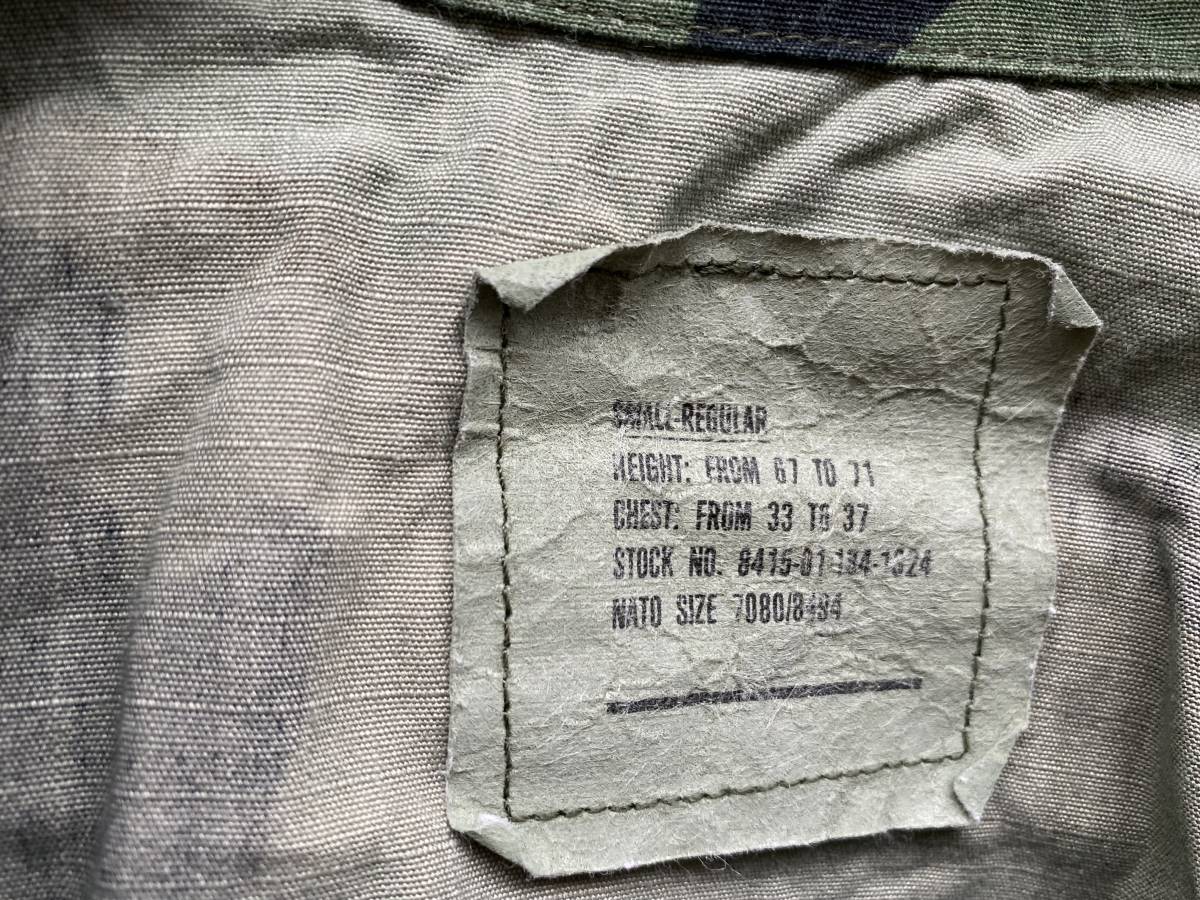 SMALL-REGULAR
HEIGHT: FROM 67 TO 71
CHEST: FROM 33 TO 37
STOCK NO. 8415-01-184-1324
NATO SIZE 7080/8494